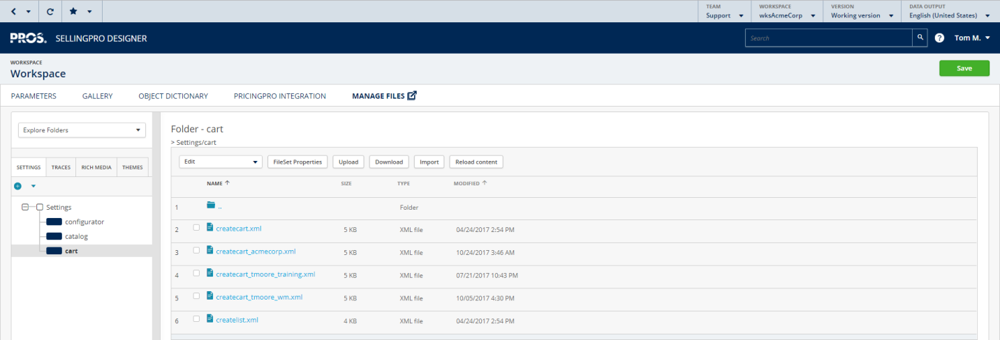 TEAM WORKSPACE VERSION DATA OUTPUT
Support wksAcmeCorp Working version English (United States)
PROS. SELLINGPRO DESIGNER Search ? Tom M.
WORKSPACE
Workspace Save
PARAMETERS GALLERY OBJECT DICTIONARY PRICINGPRO INTEGRATION MANAGE FILES
Explore Folders
SETTINGS TRACES RICH MEDIA THEMES
Settings
configurator
catalog
cart
Folder - cart
> Settings/cart
Edit FileSet Properties Upload Download Import Reload content
NAME SIZE TYPE MODIFIED
1 .. Folder
2 createcart.xml 5 KB XML file 04/24/2017 2:54 PM
3 createcart_acmecorp.xml 5 KB XML file 10/24/2017 3:46 AM
4 createcart_tmoore_training.xml 5 KB XML file 07/21/2017 10:43 PM
5 createcart_tmoore_wm.xml 5 KB XML file 10/05/2017 4:30 PM
6 createlist.xml 4 KB XML file 04/24/2017 2:54 PM